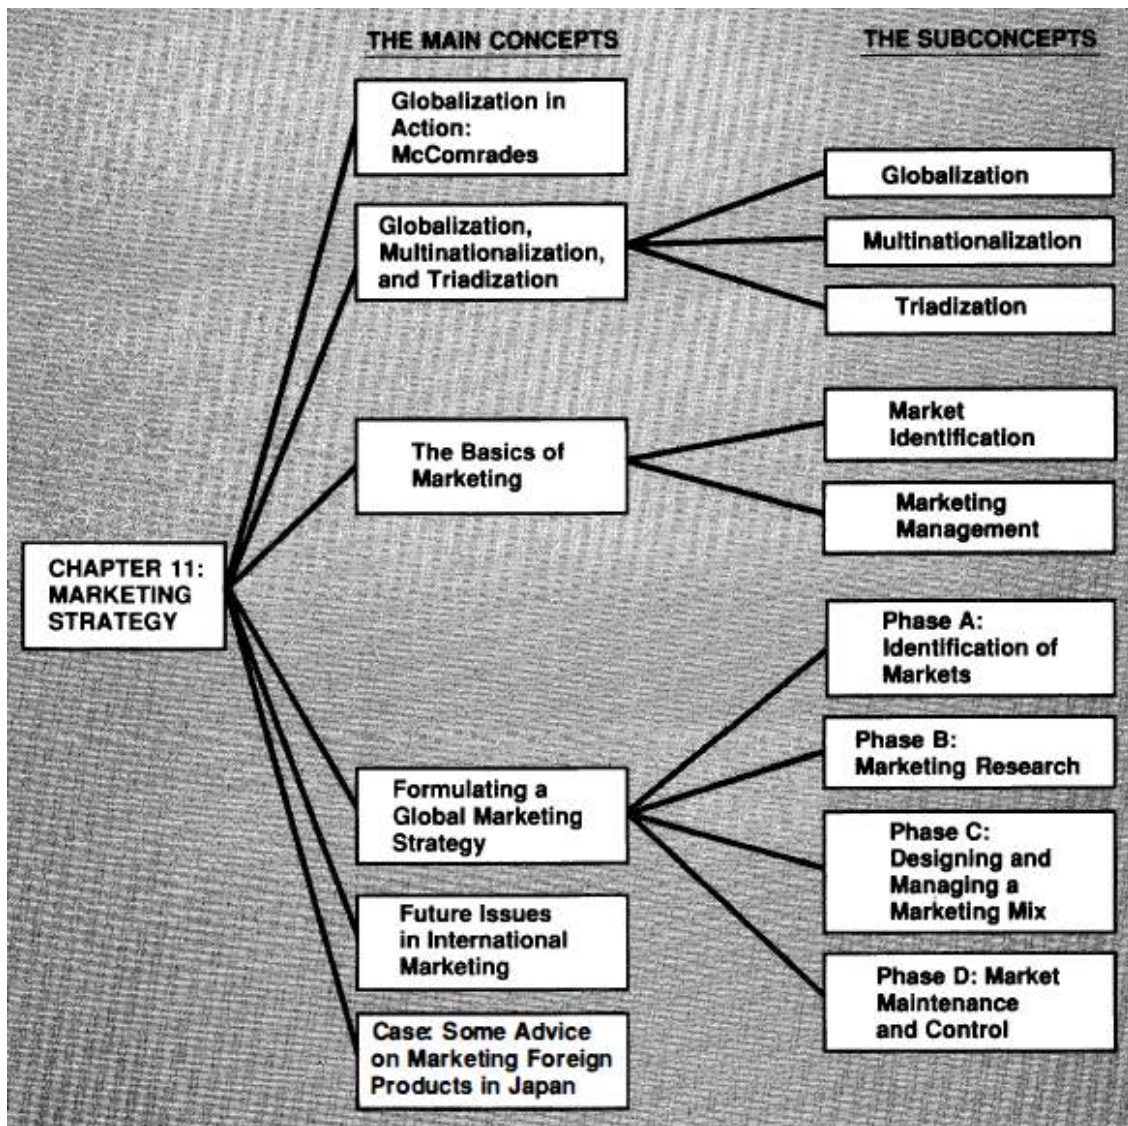 THE MAIN CONCEPTS
THE SUBCONCEPTS
Globalization in
Action:
McComrades
Globalization,
Multinationalization,
and Triadization
Globalization
Multinationalization
Triadization
The Basics of
Marketing
Market
Identification
Marketing
Management
CHAPTER 11:
MARKETING
STRATEGY
Formulating a
Global Marketing
Strategy
Phase A:
Identification of
Markets
Phase B:
Marketing Research
Phase C:
Designing and
Managing a
Marketing Mix
Phase D: Market
Maintenance
and Control
Future Issues
in International
Marketing
Case: Some Advice
on Marketing Foreign
Products in Japan